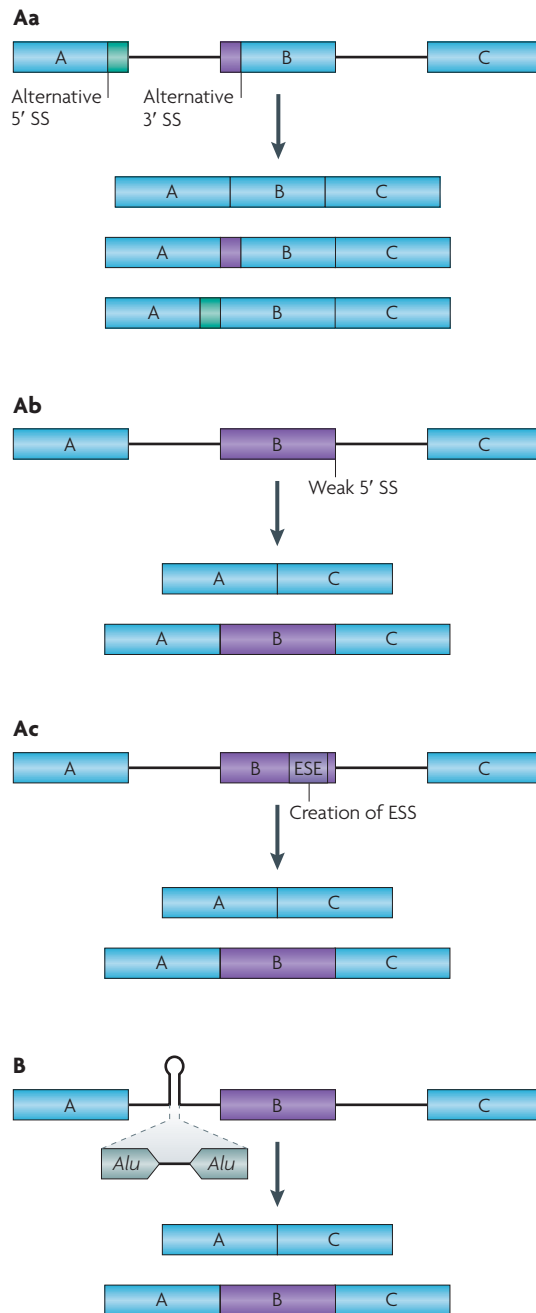 Aa
A B C
Alternative 5′ SS
Alternative 3′ SS
A B C
A B C
A B C
Ab
A B C
Weak 5′ SS
A C
A B C
Ac
A B ESE C
Creation of ESS
A C
A B C
B
A B C
Alu Alu
A C
A B C